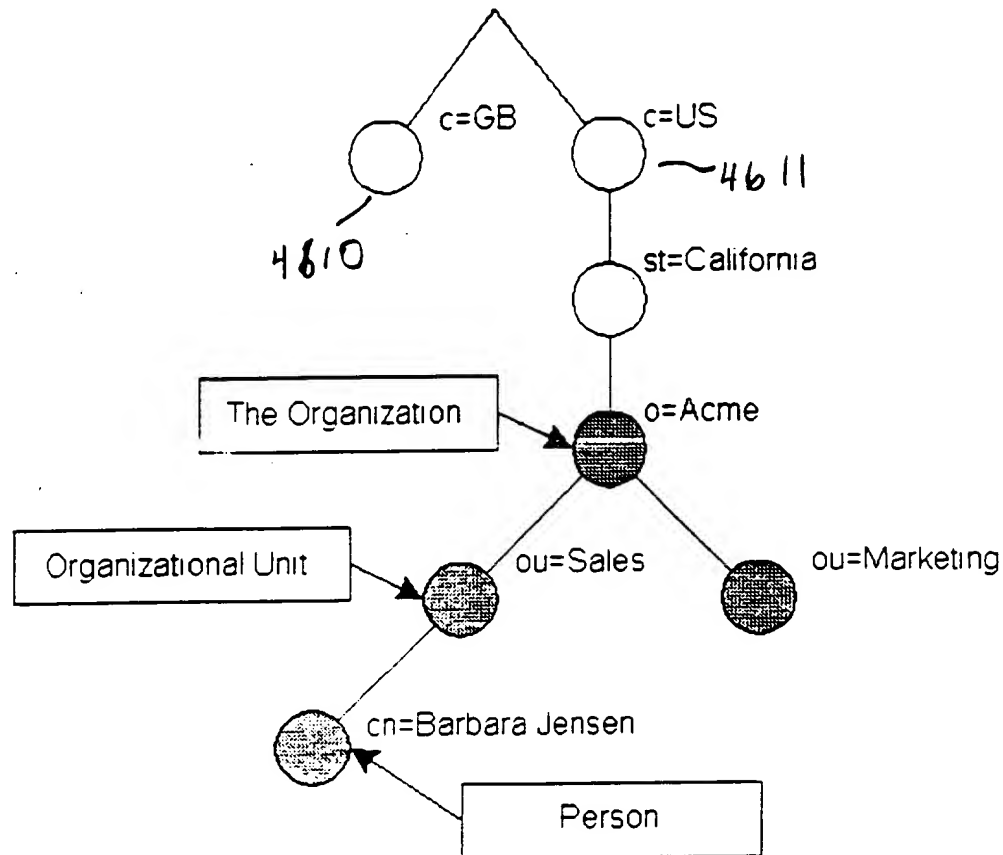 c=GB
c=US
4610
4611
st=California
The Organization
o=Acme
Organizational Unit
ou=Sales
ou=Marketing
cn=Barbara Jensen
Person